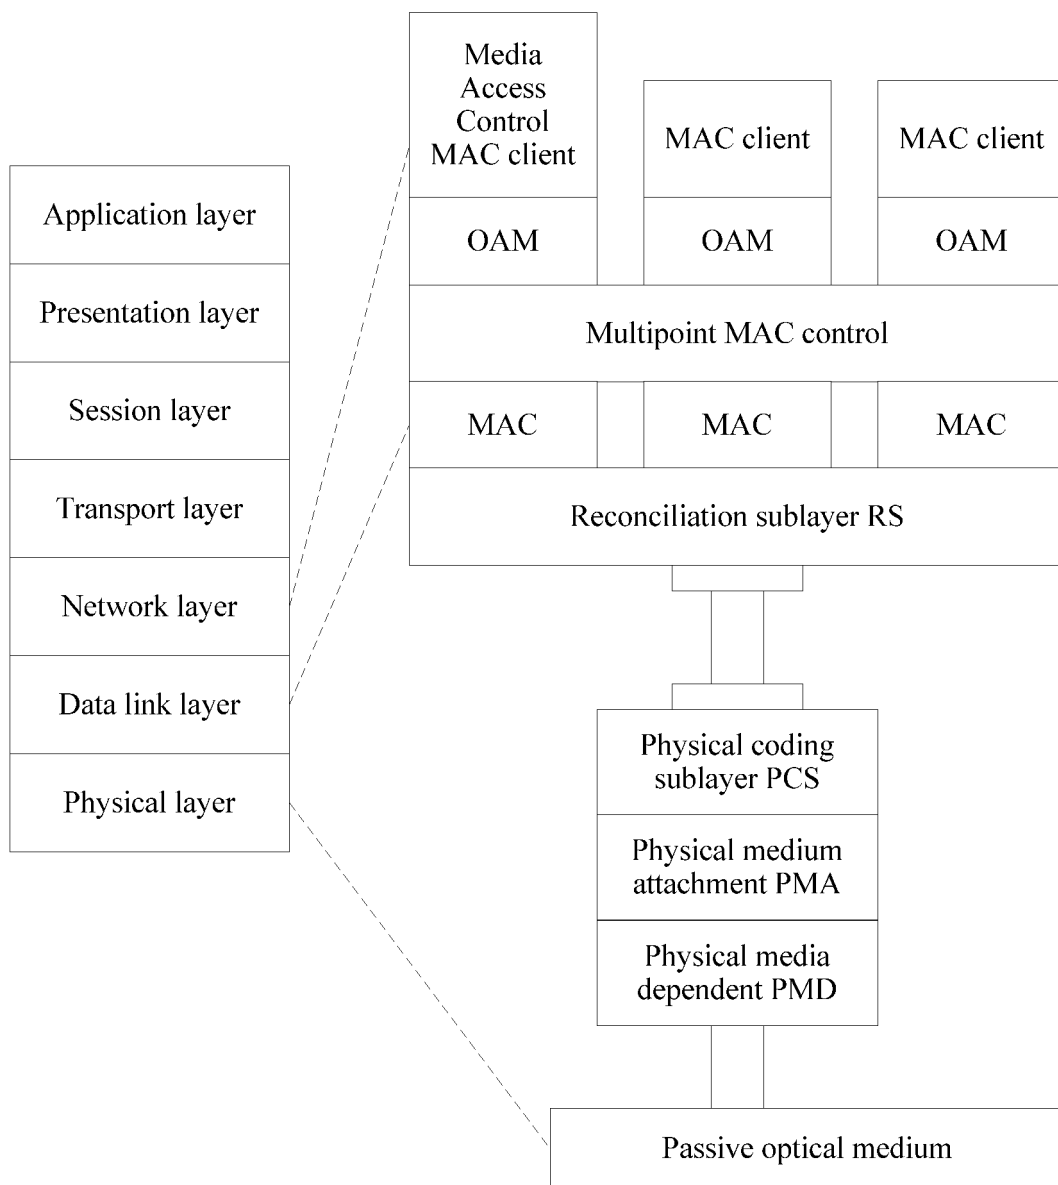 Application layer
Presentation layer
Session layer
Transport layer
Network layer
Data link layer
Physical layer
Media
Access
Control
MAC client
MAC client
MAC client
OAM
OAM
OAM
Multipoint MAC control
MAC
MAC
MAC
Reconciliation sublayer RS
Physical coding
sublayer PCS
Physical medium
attachment PMA
Physical media
dependent PMD
Passive optical medium